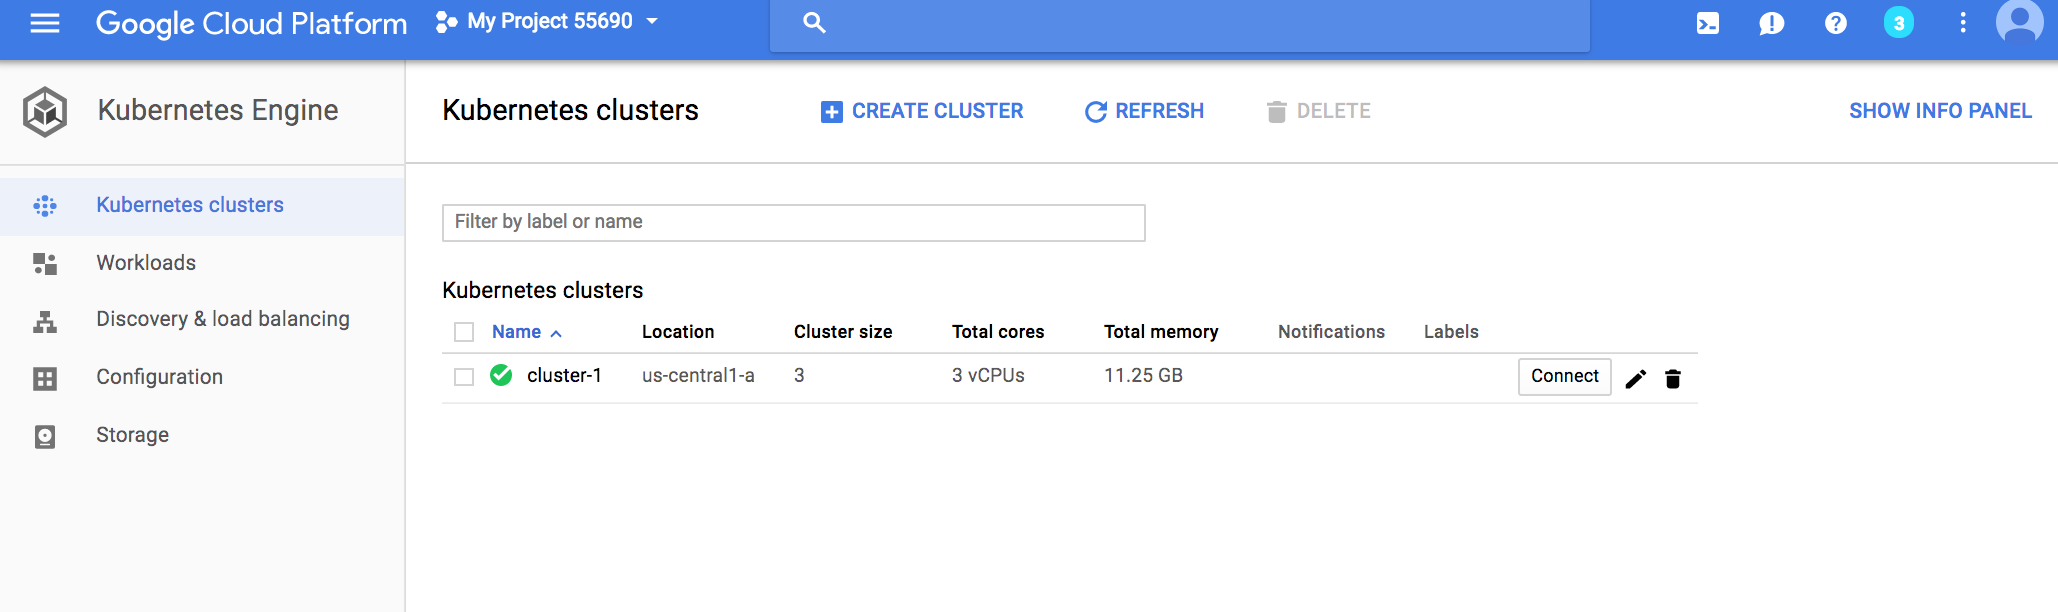 Google Cloud Platform My Project 55690 3
Kubernetes Engine
Kubernetes clusters CREATE CLUSTER REFRESH DELETE SHOW INFO PANEL
Kubernetes clusters
Workloads
Discovery & load balancing
Configuration
Storage
Filter by label or name
Kubernetes clusters
Name Location Cluster size Total cores Total memory Notifications Labels
cluster-1 us-central1-a 3 3 vCPUs 11.25 GB Connect